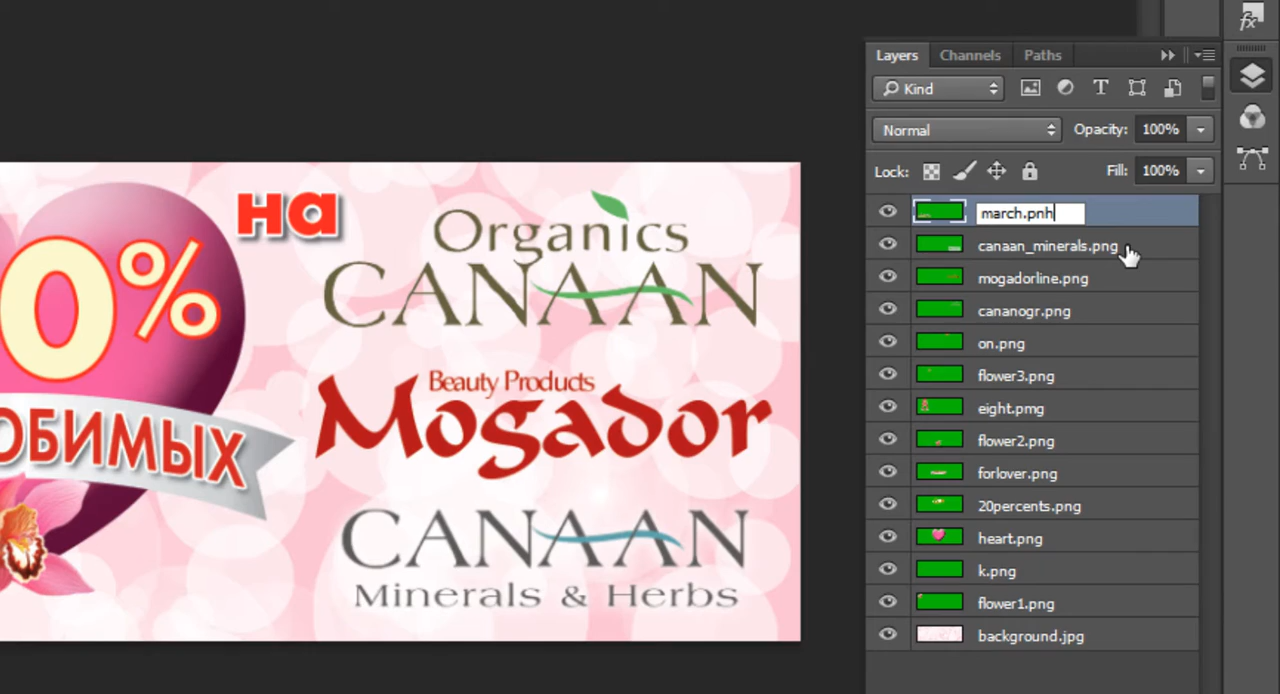 на
0%
ОБИМЫХ
Organics
CANAAN
Beauty Products
Mogador
CANAAN
Minerals & Herbs
fx
Layers Channels Paths
Kind T
Normal Opacity: 100%
Lock: Fill: 100%
march.pnh
canaan_minerals.png
mogadorline.png
cananogr.png
on.png
flower3.png
eight.pmg
flower2.png
forlover.png
20percents.png
heart.png
k.png
flower1.png
background.jpg